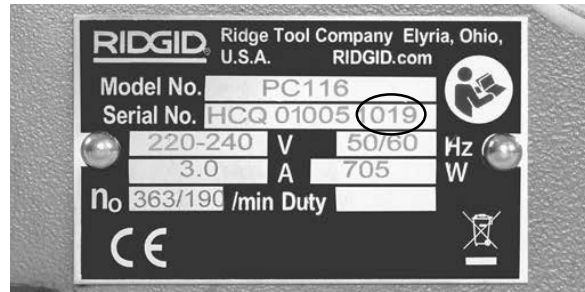 RIDGID® Ridge Tool Company Elyria, Ohio,
U.S.A. RIDGID.com
Model No. PC116
Serial No. HCQ 01005 1019
220-240 V 50/60 Hz
3.0 A 705 W
n₀ 363/190 /min Duty
CE